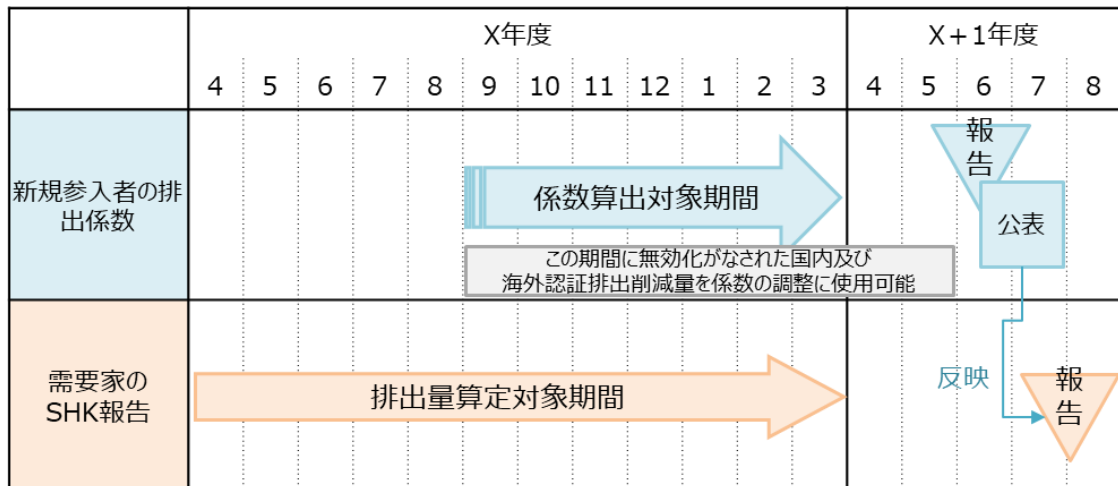 X年度
X+1年度
4 5 6 7 8 9 10 11 12 1 2 3 4 5 6 7 8
新規参入者の排
出係数
係数算出対象期間
報
告
公表
この期間に無効化がなされた国内及び
海外認証排出削減量を係数の調整に使用可能
需要家の
SHK報告
排出量算定対象期間
反映
報
告